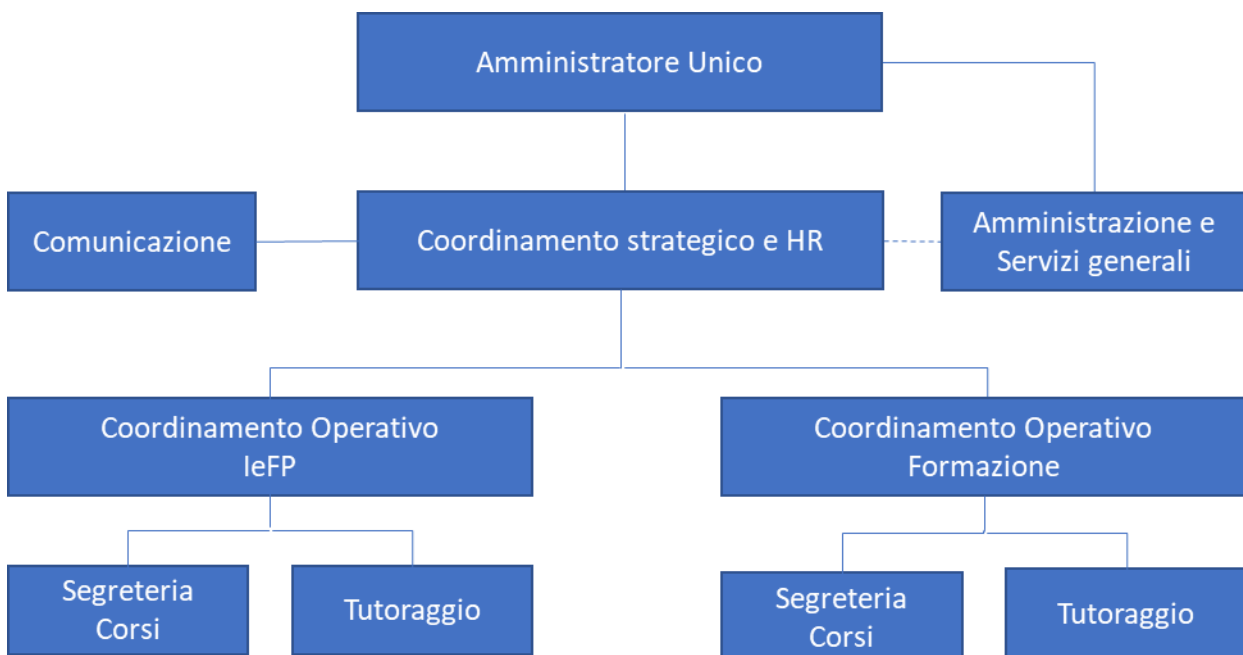 Amministratore Unico
Comunicazione
Coordinamento strategico e HR
Amministrazione e
Servizi generali
Coordinamento Operativo
IeFP
Coordinamento Operativo
Formazione
Segreteria
Corsi
Tutoraggio
Segreteria
Corsi
Tutoraggio